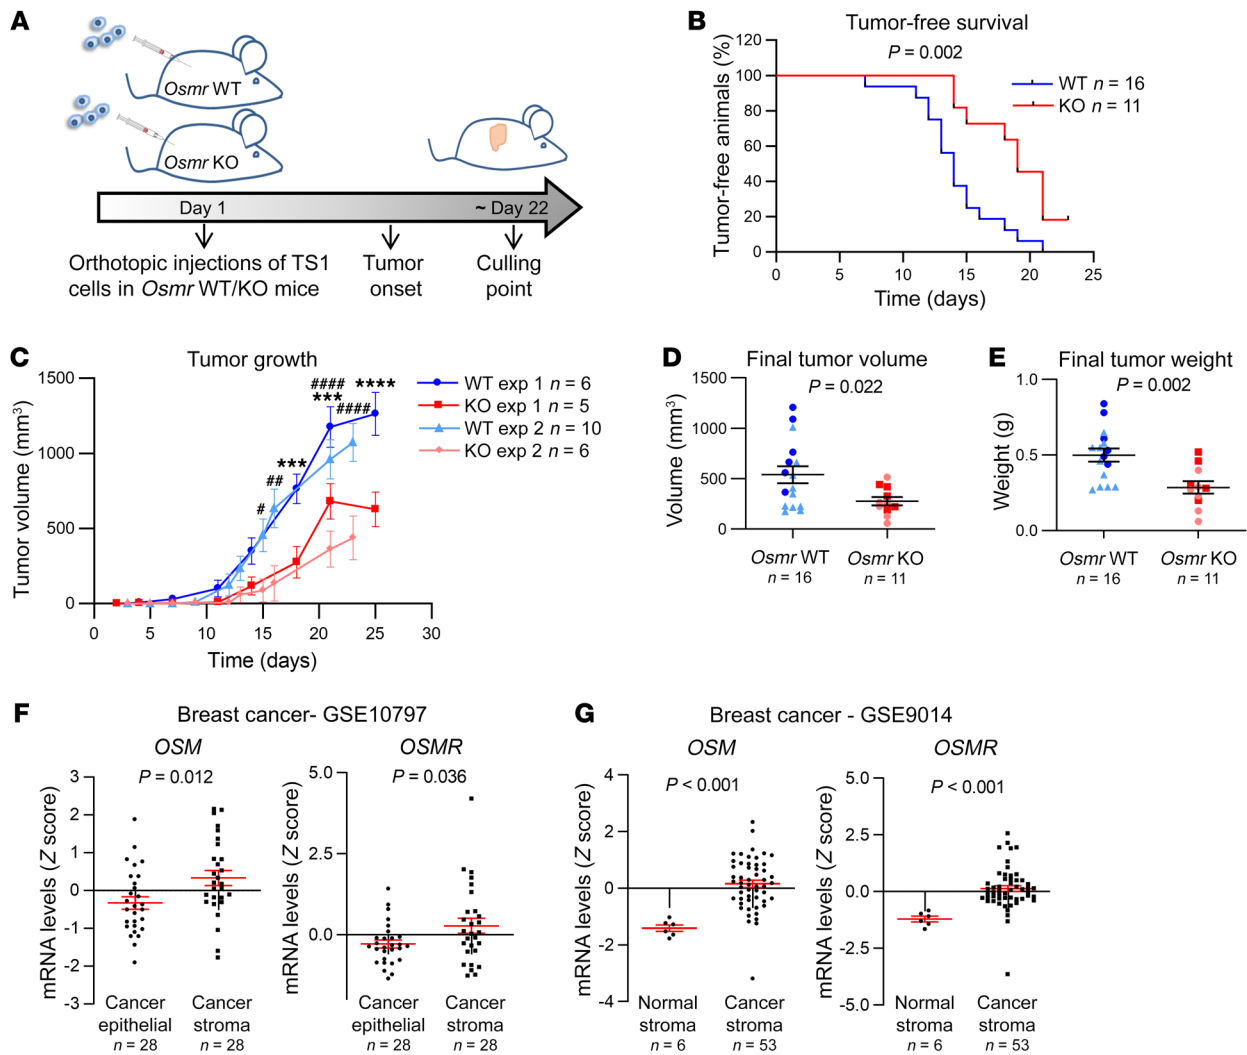 A
Osmr WT
Osmr KO
Day 1
~ Day 22
Orthotopic injections of TS1
cells in Osmr WT/KO mice
Tumor
onset
Culling
point
B
Tumor-free survival
P = 0.002
Tumor-free animals (%)
120
100
80
60
40
20
0
0 5 10 15 20 25
Time (days)
WT n = 16
KO n = 11
C
Tumor growth
Tumor volume (mm³)
1500
1000
500
0
0 5 10 15 20 25 30
Time (days)
#
##
***
####
***
####
****
WT exp 1 n = 6
KO exp 1 n = 5
WT exp 2 n = 10
KO exp 2 n = 6
D
Final tumor volume
P = 0.022
Volume (mm³)
1500
1000
500
0
Osmr WT
n = 16
Osmr KO
n = 11
E
Final tumor weight
P = 0.002
Weight (g)
1.0
0.5
0.0
Osmr WT
n = 16
Osmr KO
n = 11
F
Breast cancer- GSE10797
OSM
P = 0.012
mRNA levels (Z score)
3
2
1
0
-1
-2
-3
Cancer
epithelial
n = 28
Cancer
stroma
n = 28
OSMR
P = 0.036
mRNA levels (Z score)
5.0
2.5
0.0
Cancer
epithelial
n = 28
Cancer
stroma
n = 28
G
Breast cancer - GSE9014
OSM
P < 0.001
mRNA levels (Z score)
4
2
0
-2
-4
Normal
stroma
n = 6
Cancer
stroma
n = 53
OSMR
P < 0.001
mRNA levels (Z score)
5.0
2.5
0.0
-2.5
-5.0
Normal
stroma
n = 6
Cancer
stroma
n = 53